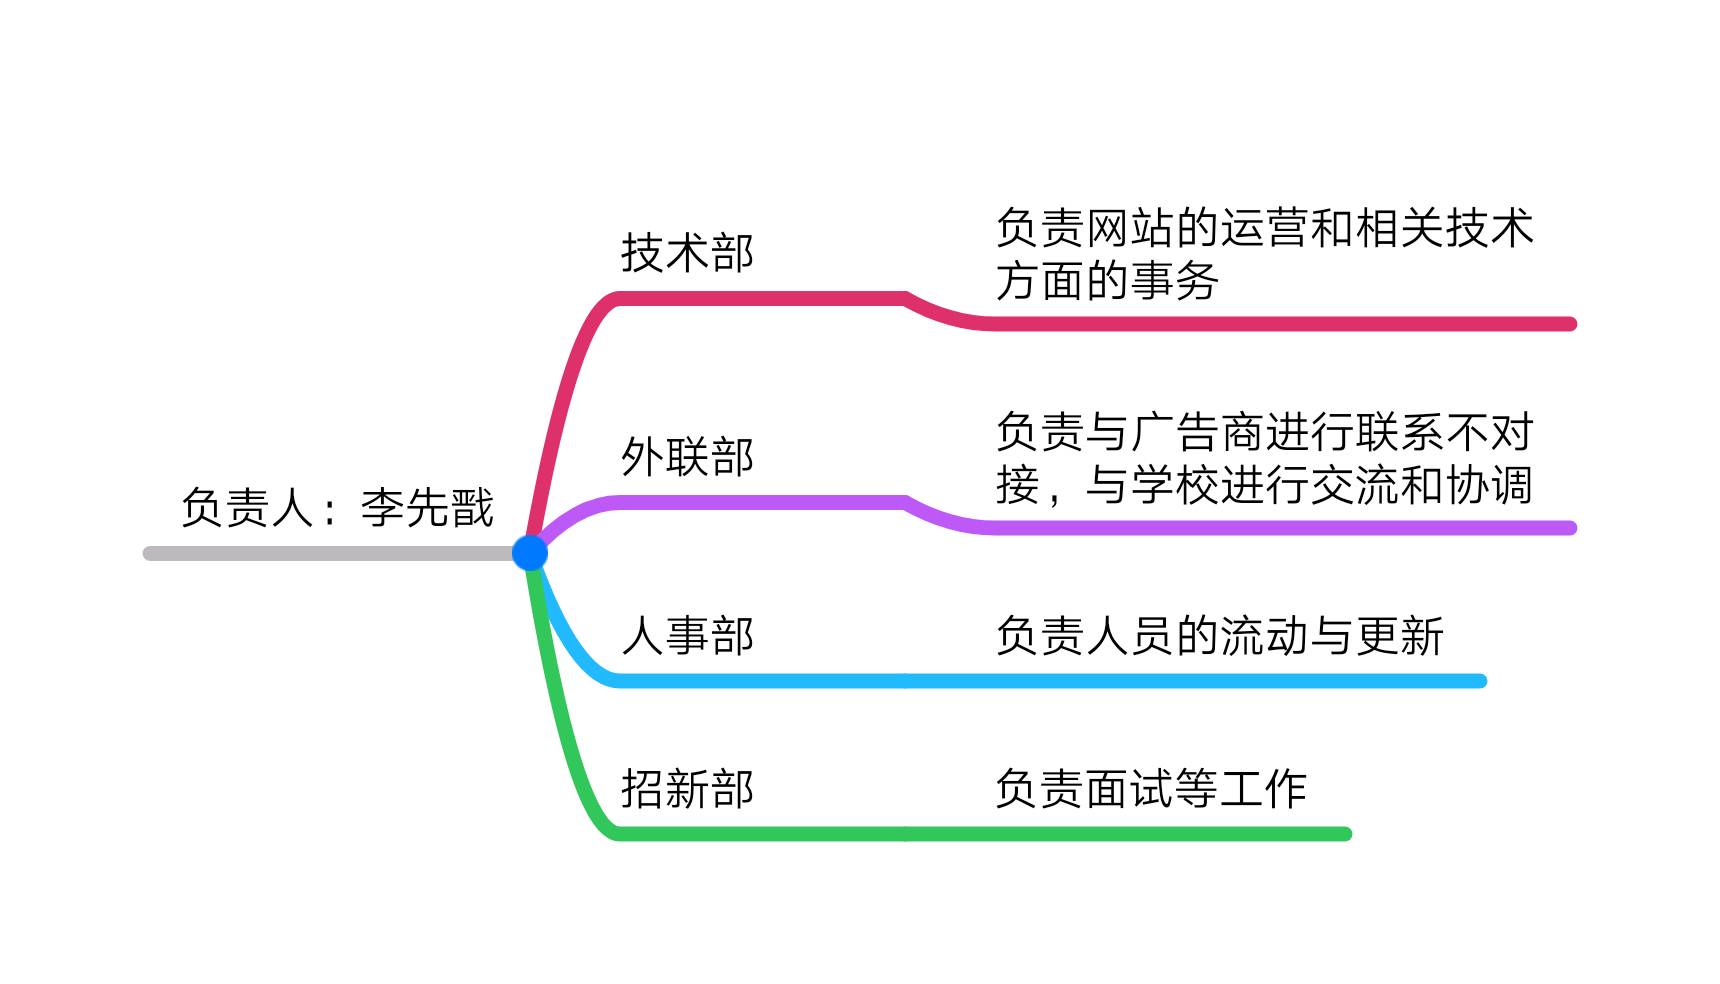 负责人：李先戬
技术部
负责网站的运营和相关技术
方面的事务
外联部
负责与广告商进行联系不对
接，与学校进行交流和协调
人事部
负责人员的流动与更新
招新部
负责面试等工作